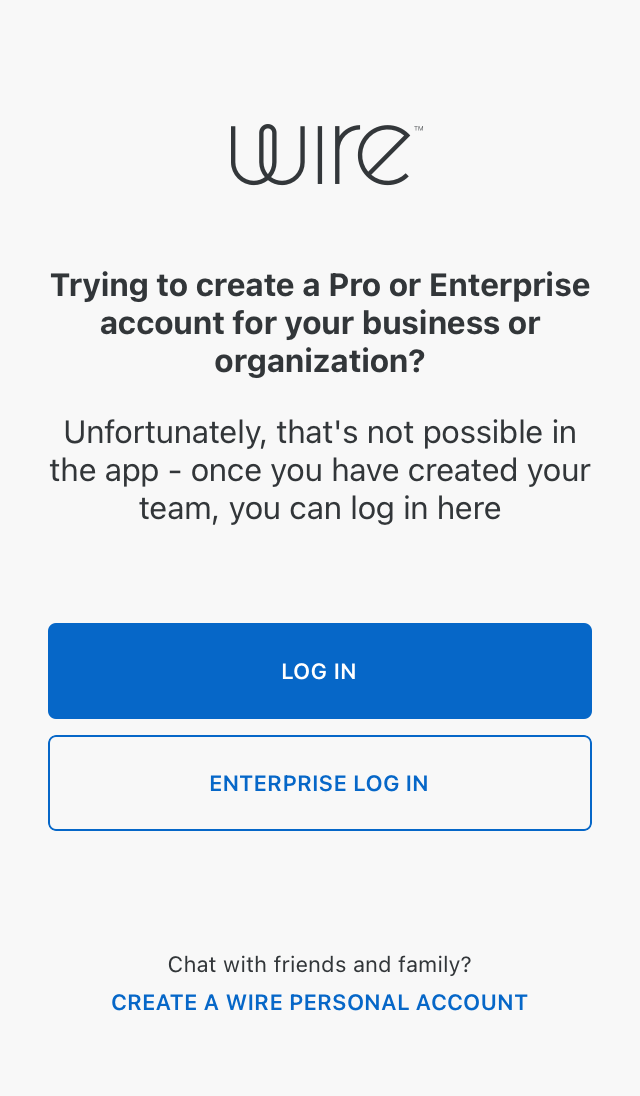 wire™
Trying to create a Pro or Enterprise
account for your business or
organization?
Unfortunately, that's not possible in
the app - once you have created your
team, you can log in here
LOG IN
ENTERPRISE LOG IN
Chat with friends and family?
CREATE A WIRE PERSONAL ACCOUNT